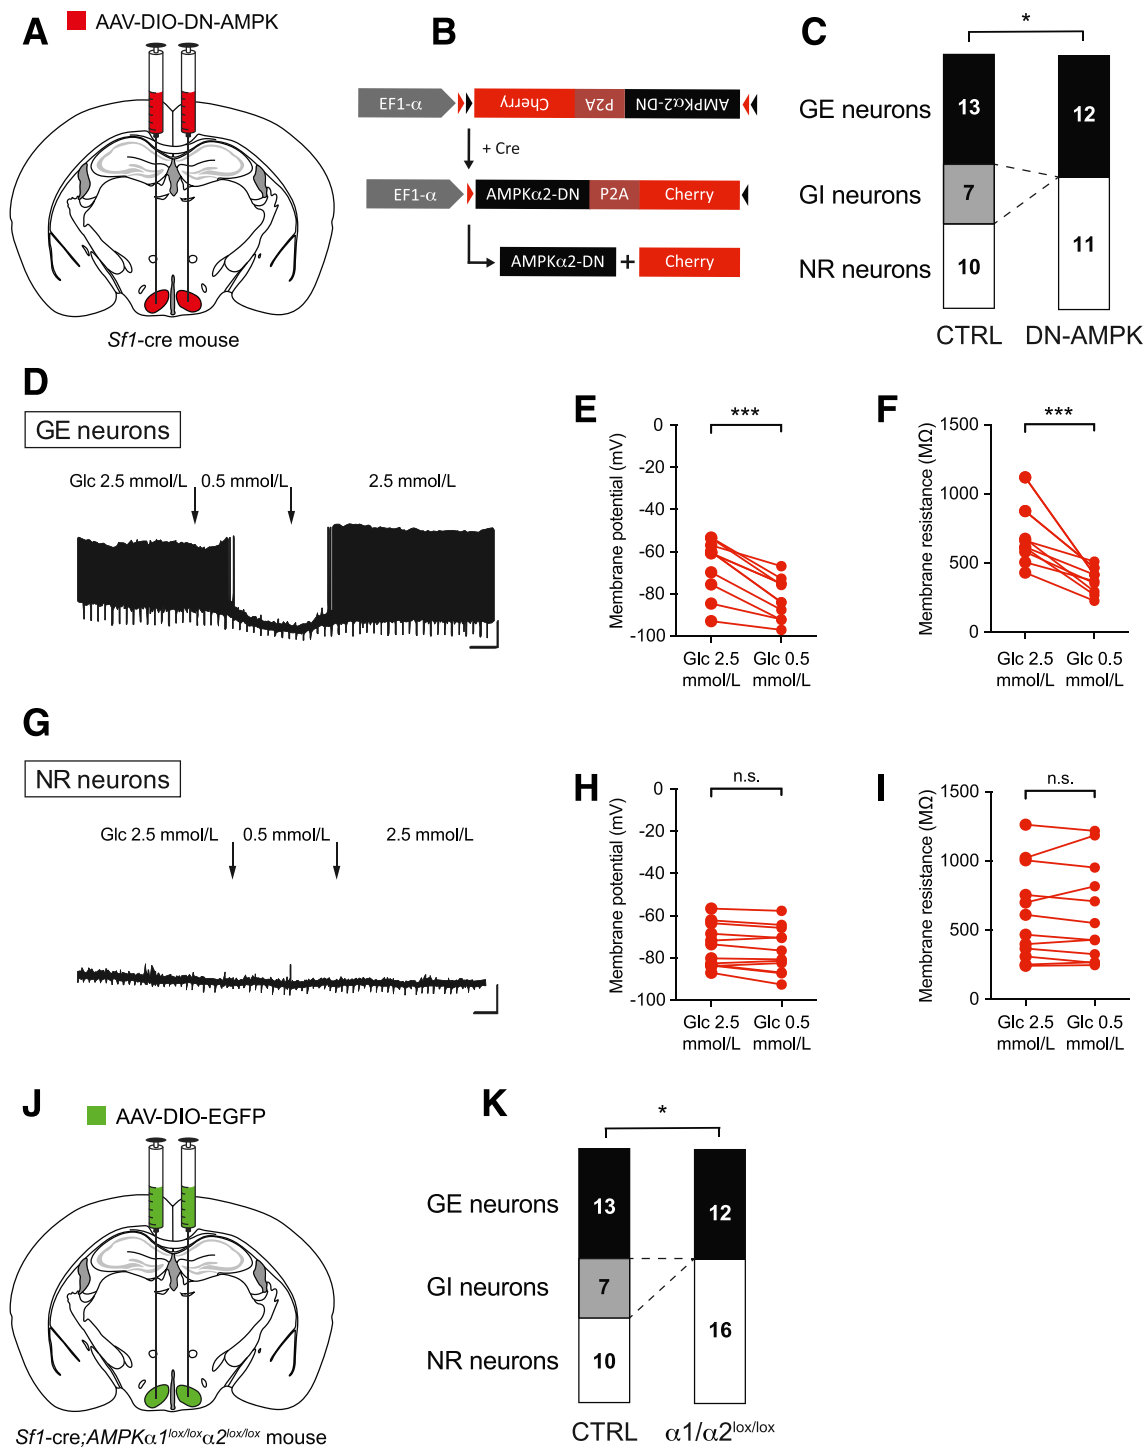 A
AAV-DIO-DN-AMPK
Sf1-cre mouse
B
EF1-α Cherry P2A AMPKα2-DN
+ Cre
EF1-α AMPKα2-DN P2A Cherry
AMPKα2-DN + Cherry
C
*
GE neurons 13 12
GI neurons 7
NR neurons 10 11
CTRL DN-AMPK
D
GE neurons
Glc 2.5 mmol/L 0.5 mmol/L 2.5 mmol/L
E
***
Membrane potential (mV)
0
-20
-40
-60
-80
-100
Glc 2.5 Glc 0.5
mmol/L mmol/L
F
***
Membrane resistance (MΩ)
1500
1000
500
0
Glc 2.5 Glc 0.5
mmol/L mmol/L
G
NR neurons
Glc 2.5 mmol/L 0.5 mmol/L 2.5 mmol/L
H
n.s.
Membrane potential (mV)
0
-20
-40
-60
-80
-100
Glc 2.5 Glc 0.5
mmol/L mmol/L
I
n.s.
Membrane resistance (MΩ)
1500
1000
500
0
Glc 2.5 Glc 0.5
mmol/L mmol/L
J
AAV-DIO-EGFP
Sf1-cre;AMPKα1lox/loxα2lox/lox mouse
K
*
GE neurons 13 12
GI neurons 7
NR neurons 10 16
CTRL α1/α2lox/lox